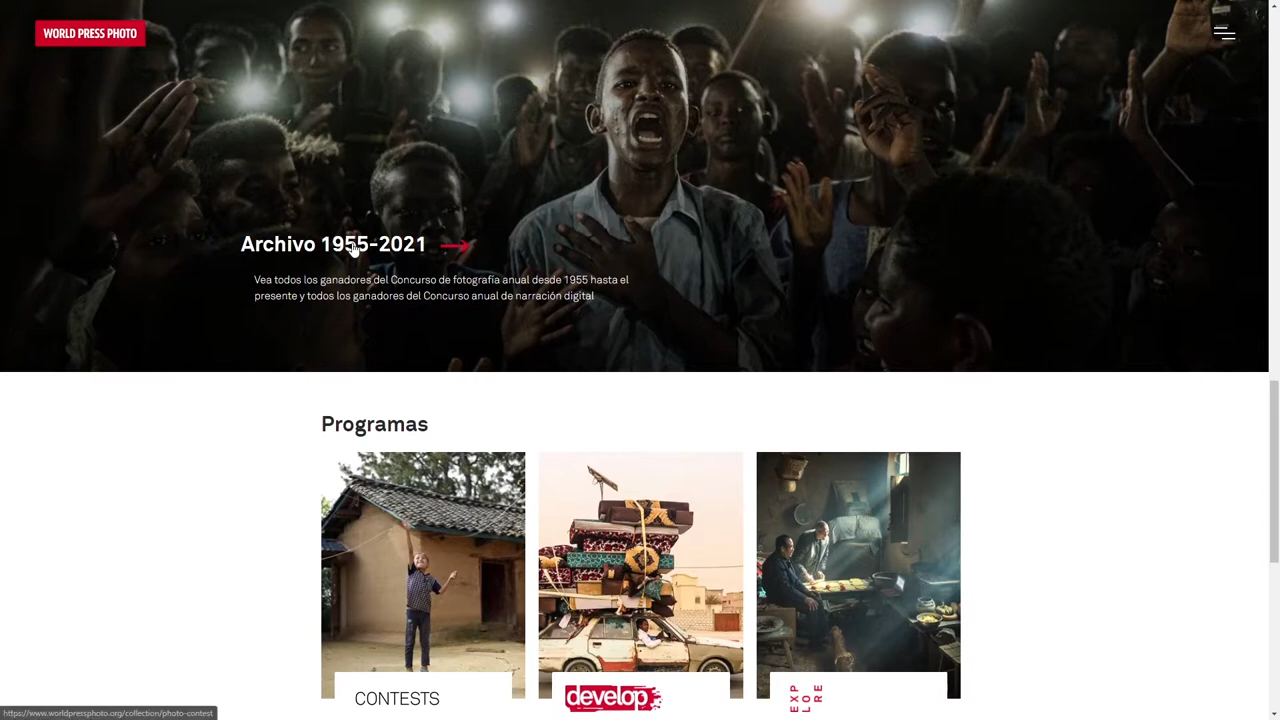 WORLD PRESS PHOTO
Archivo 1955-2021
Vea todos los ganadores del Concurso de fotografía anual desde 1955 hasta el
presente y todos los ganadores del Concurso anual de narración digital
Programas
CONTESTS
develop
EXP
LO
RE
https://www.worldpressphoto.org/collection/photo-contest